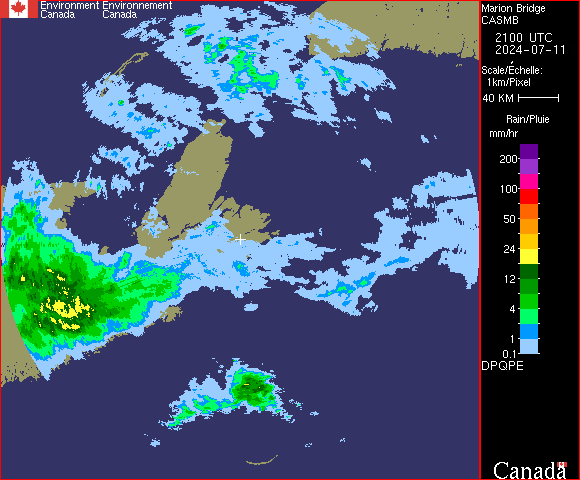 Environment Environnement
Canada Canada
Marion Bridge
CASMB
2100 UTC
2024-07-11
Scale/Échelle:
1km/Pixel
40 KM
Rain/Pluie
mm/hr
200
100
50
24
12
4
1
0.1
DPQPE
Canada